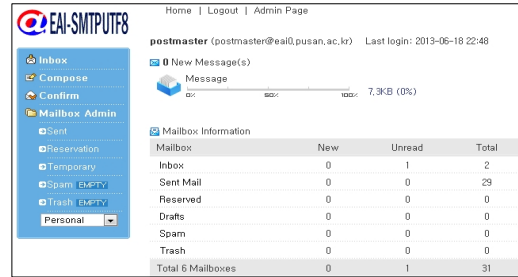 EAI-SMTPUTF8
Home | Logout | Admin Page
postmaster (postmaster@eai0,pusan,ac,kr) Last login: 2013-06-18 22:48
Inbox
Compose
Confirm
Mailbox Admin
Sent
Reservation
Temporary
Spam EMPTY
Trash EMPTY
Personal
0 New Message(s)
Message
0% 50% 100% 7,3KB (0%)
Mailbox Information
Mailbox New Unread Total
Inbox 0 1 2
Sent Mail 0 0 29
Reserved 0 0 0
Drafts 0 0 0
Spam 0 0 0
Trash 0 0 0
Total 6 Mailboxes 0 1 31